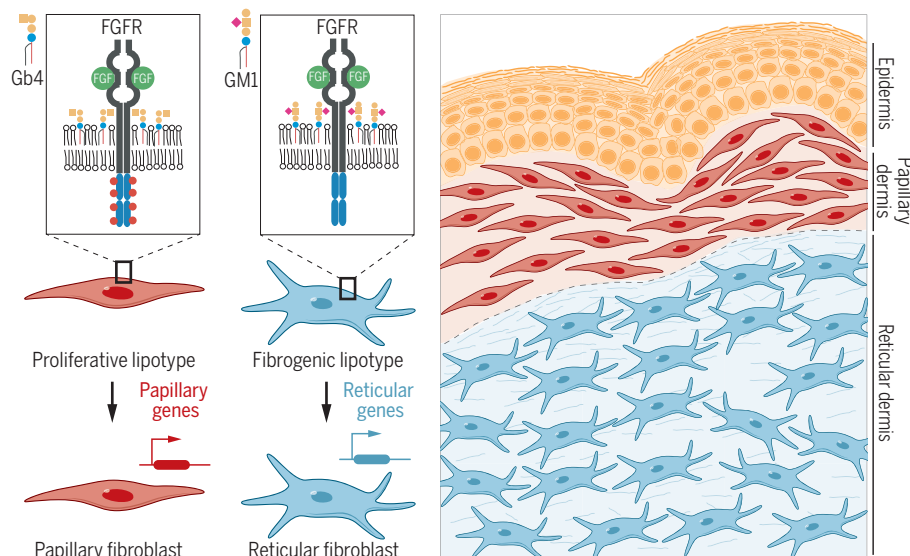 FGFR
Gb4
FGF
FGF
FGFR
GM1
FGF
FGF
Proliferative lipotype
Fibrogenic lipotype
Papillary
genes
Reticular
genes
Papillary fibroblast
Reticular fibroblast
Epidermis
Papillary
dermis
Reticular dermis